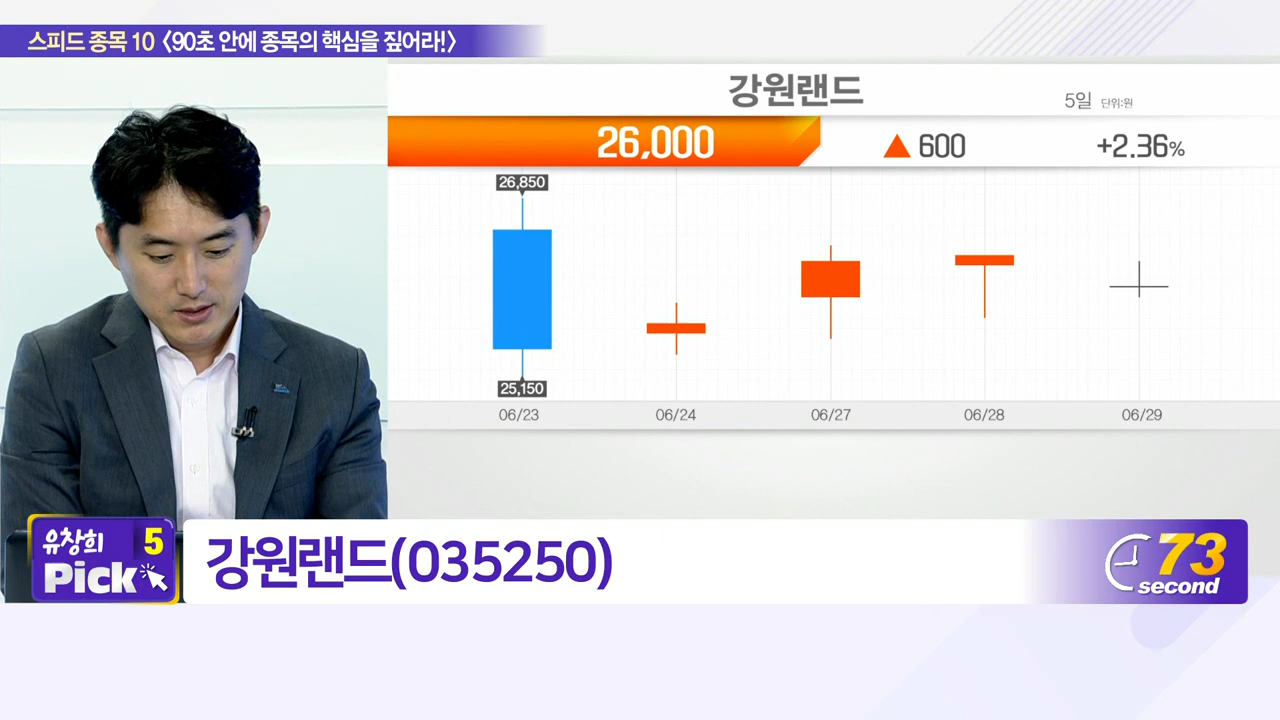 스피드 종목 10 〈90초 안에 종목의 핵심을 짚어라!〉
강원랜드
5일 단위:원
26,000 ▲ 600 +2.36%
26,850
25,150
06/23 06/24 06/27 06/28 06/29
유창희 5
Pick
강원랜드(035250)
73
second